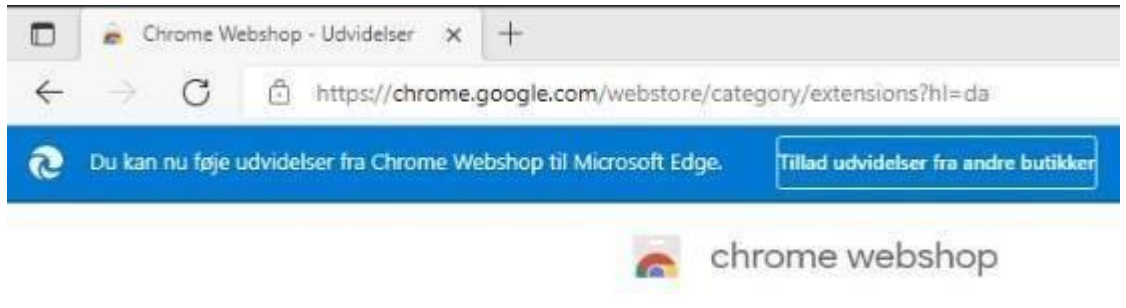 Chrome Webshop - Udvidelser
https://chrome.google.com/webstore/category/extensions?hl=da
Du kan nu føje udvidelser fra Chrome Webshop til Microsoft Edge. Tillad udvidelser fra andre butikker
chrome webshop